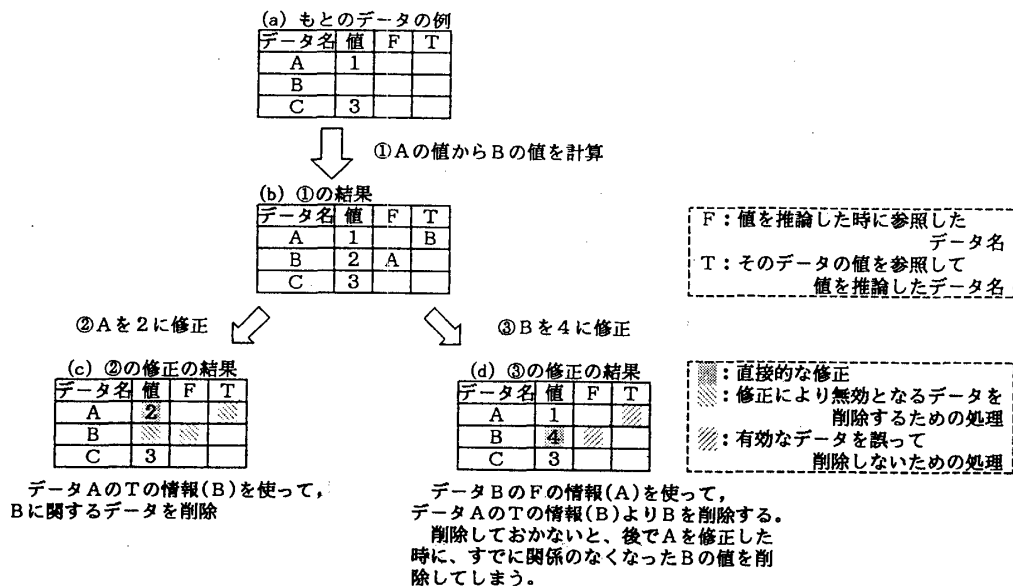 (a) もとのデータの例
データ名 値 F T
A 1
B
C 3
①Aの値からBの値を計算
(b) ①の結果
データ名 値 F T
A 1 B
B 2 A
C 3
F：値を推論した時に参照した
データ名
T：そのデータの値を参照して
値を推論したデータ名
②Aを2に修正
③Bを4に修正
(c) ②の修正の結果
データ名 値 F T
A 2
B
C 3
データAのTの情報(B)を使って，
Bに関するデータを削除
(d) ③の修正の結果
データ名 値 F T
A 1
B 4
C 3
データBのFの情報(A)を使って，
データAのTの情報(B)よりBを削除する。
削除しておかないと、後でAを修正した
時に、すでに関係のなくなったBの値を削
除してしまう。
：直接的な修正
：修正により無効となるデータを
削除するための処理
：有効なデータを誤って
削除しないための処理